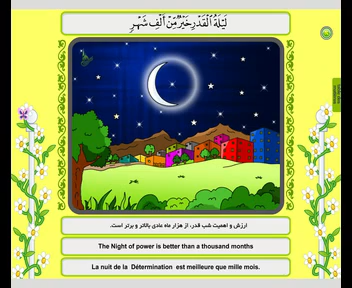 لَيْلَةُ الْقَدْرِ خَيْرٌ مِّنْ أَلْفِ شَهْرٍ
ارزش و اهمیت شب قدر، از هزار ماه عادی بالاتر و برتر است.
The Night of power is better than a thousand months
La nuit de la Détermination est meilleure que mille mois.